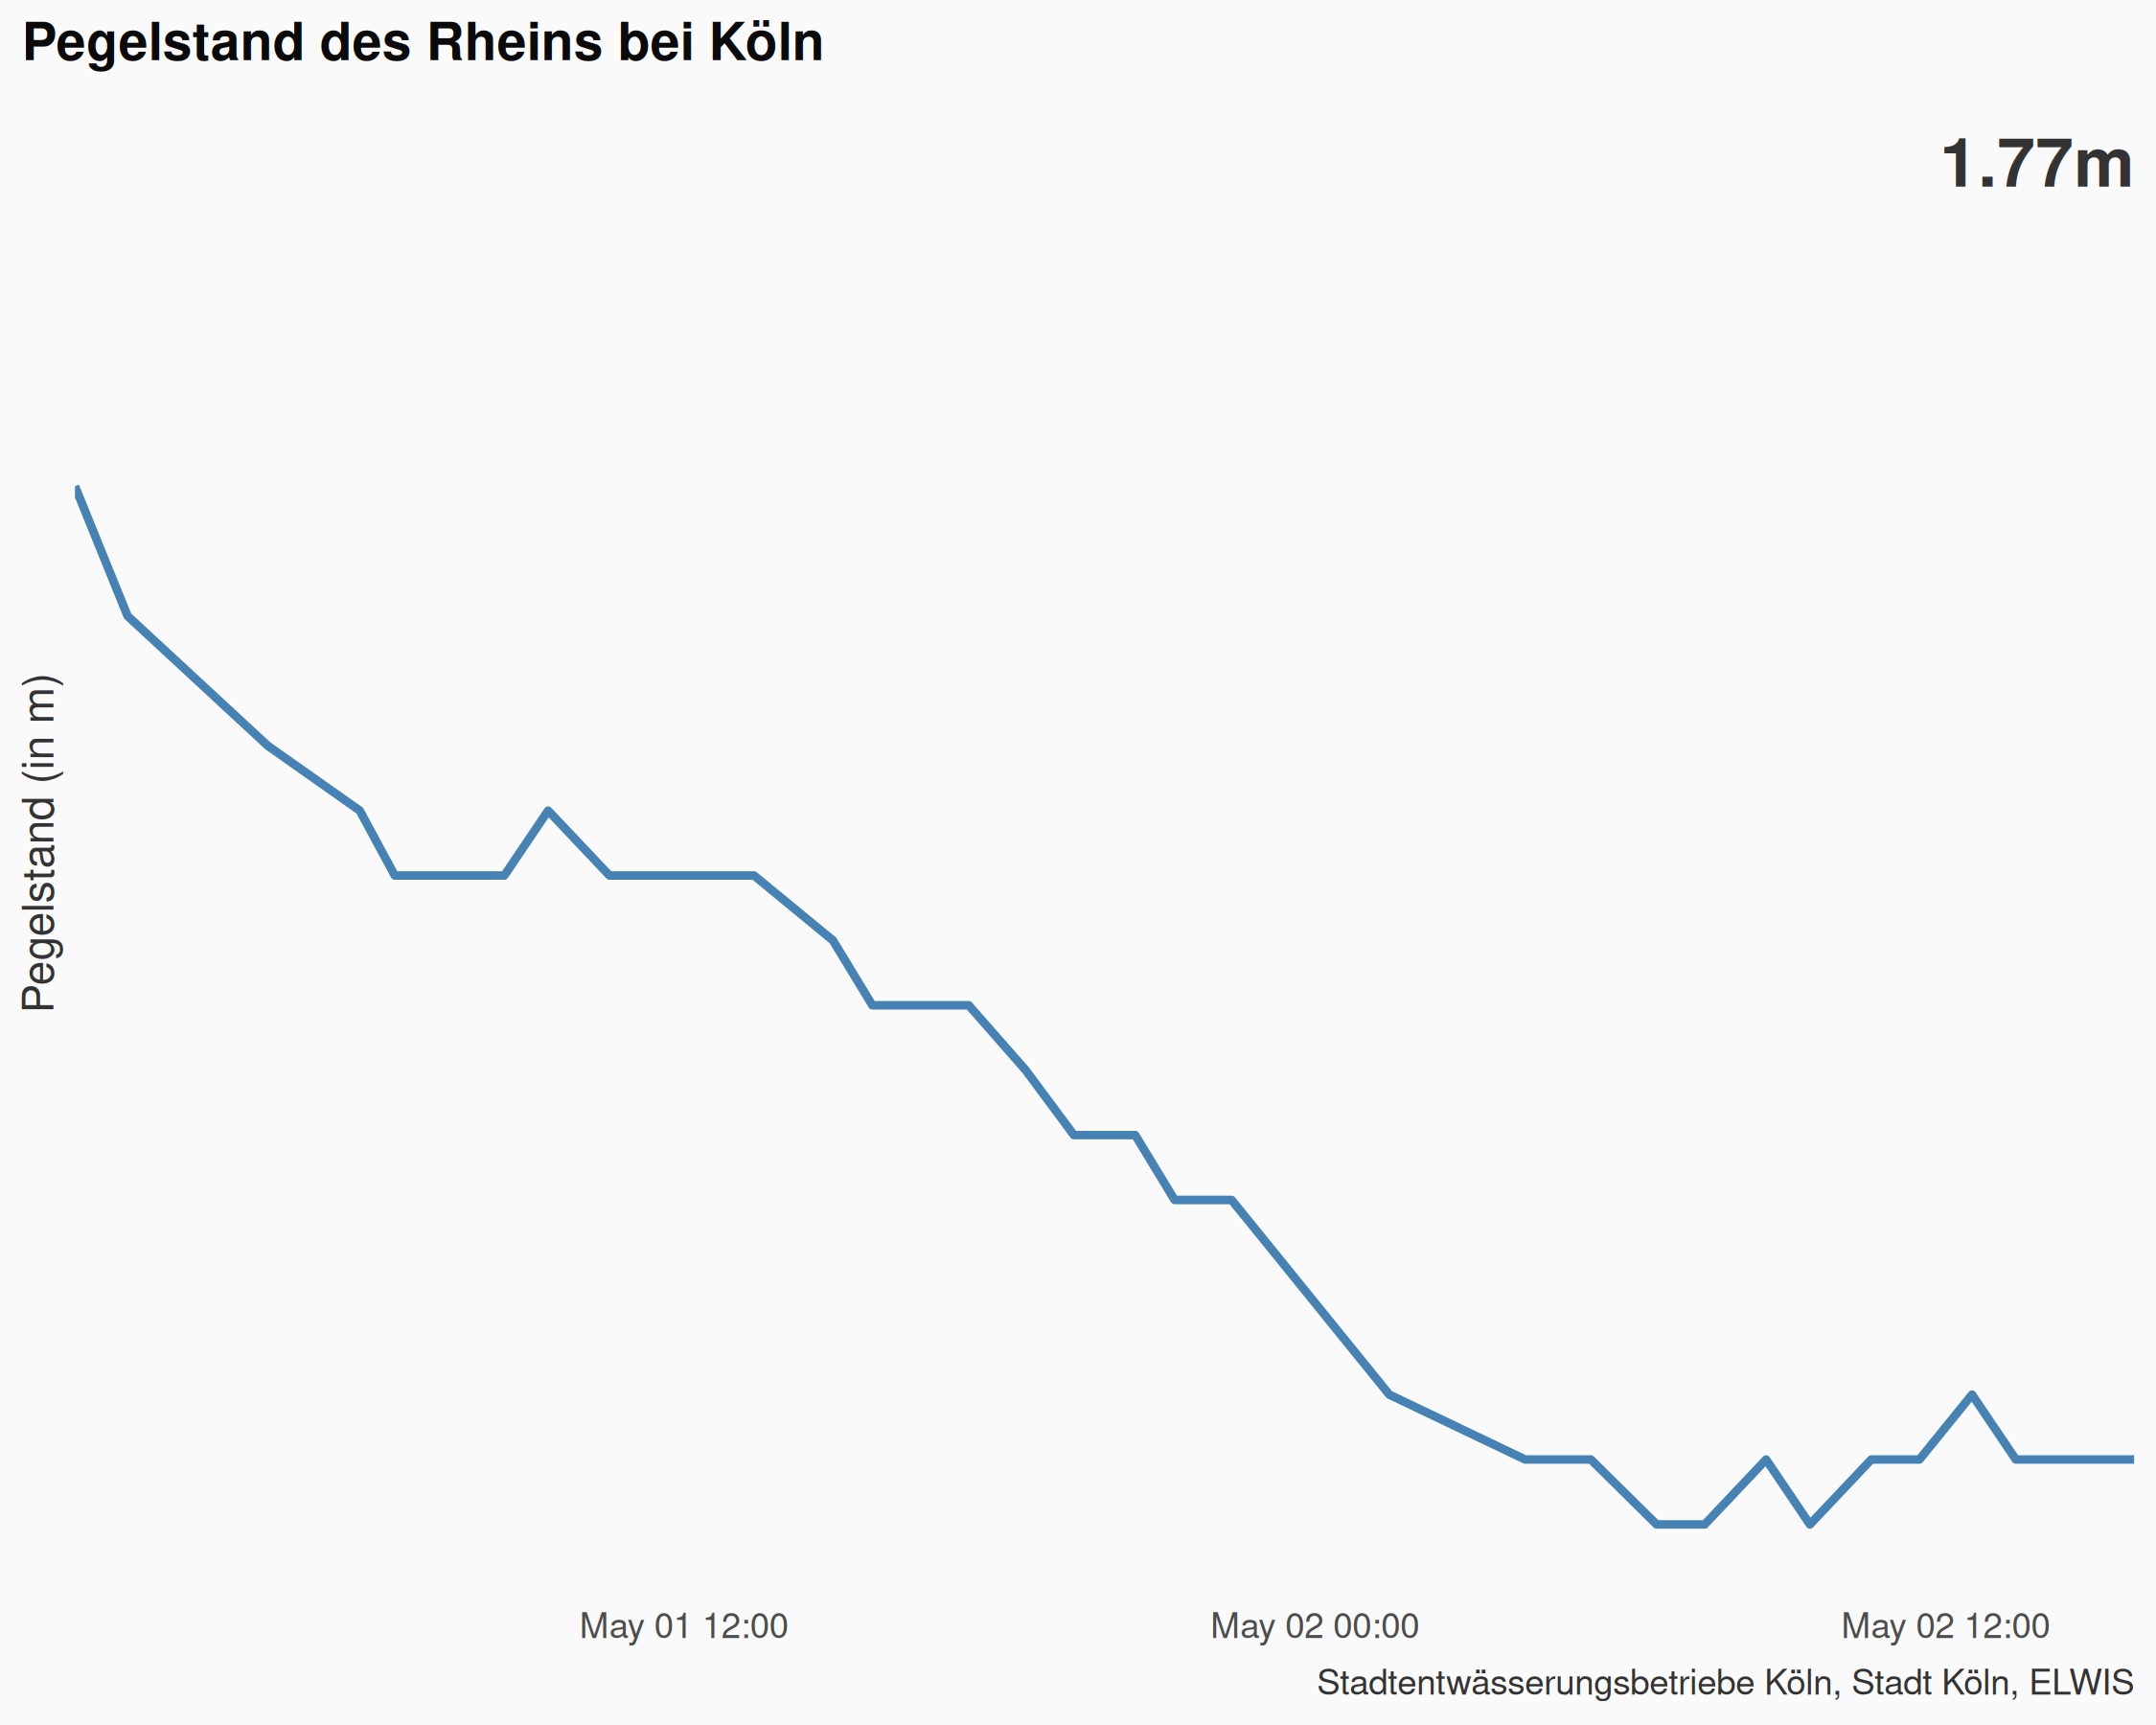 Pegelstand des Rheins bei Köln
1.77m
Pegelstand (in m)
May 01 12:00
May 02 00:00
May 02 12:00
Stadtentwässerungsbetriebe Köln, Stadt Köln, ELWIS